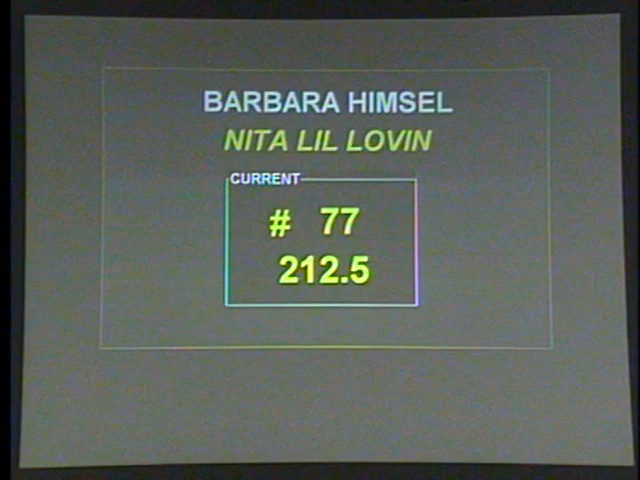 BARBARA HIMSEL
NITA LIL LOVIN
CURRENT
# 77
212.5